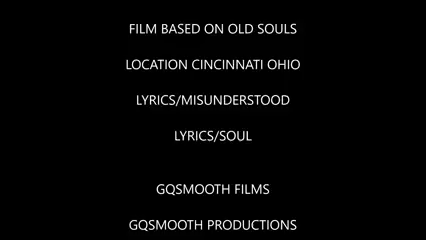 FILM BASED ON OLD SOULS
LOCATION CINCINNATI OHIO
LYRICS/MISUNDERSTOOD
LYRICS/SOUL
GQSMOOTH FILMS
GQSMOOTH PRODUCTIONS